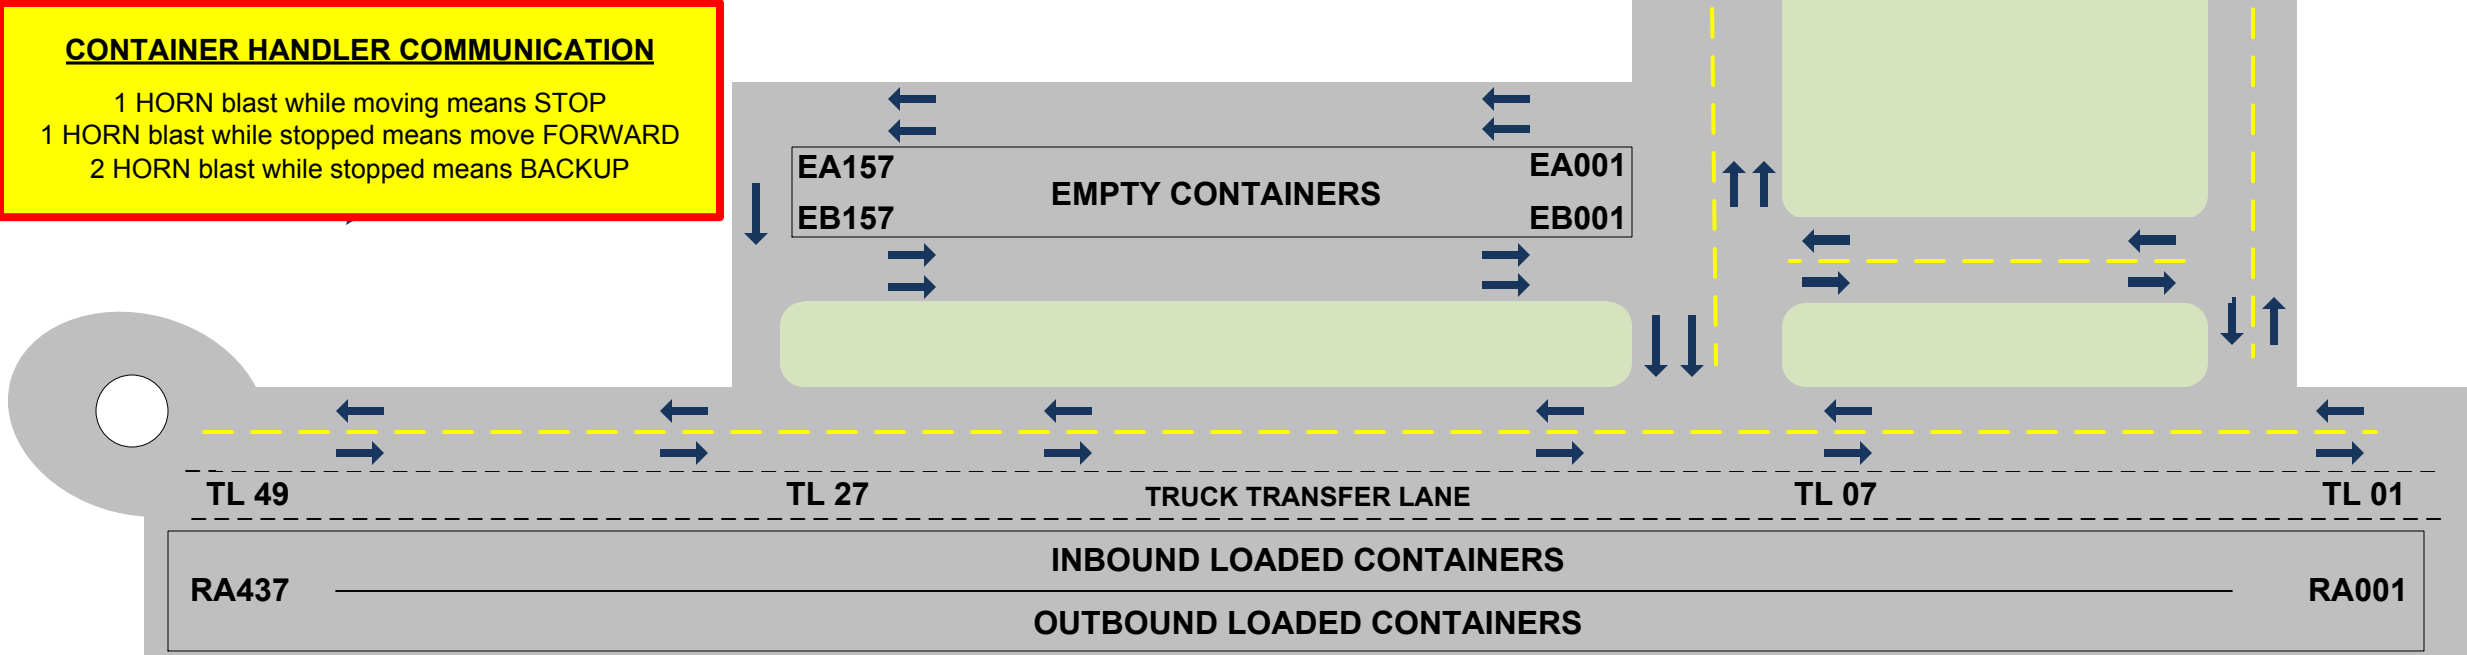 CONTAINER HANDLER COMMUNICATION
1 HORN blast while moving means STOP
1 HORN blast while stopped means move FORWARD
2 HORN blast while stopped means BACKUP
EA157
EA001
EMPTY CONTAINERS
EB157
EB001
TL 49
TL 27
TRUCK TRANSFER LANE
TL 07
TL 01
INBOUND LOADED CONTAINERS
RA437
RA001
OUTBOUND LOADED CONTAINERS